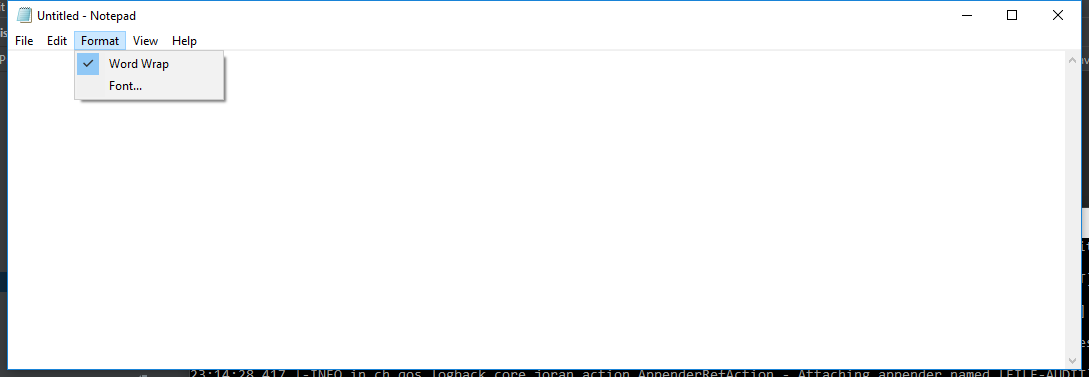 Untitled - Notepad
File Edit Format View Help
Word Wrap
Font...
23:14:28,417 |-INFO in ch.qos.logback.core.joran.action.AppenderRefAction - Attaching appender named [FILE-AUDIT